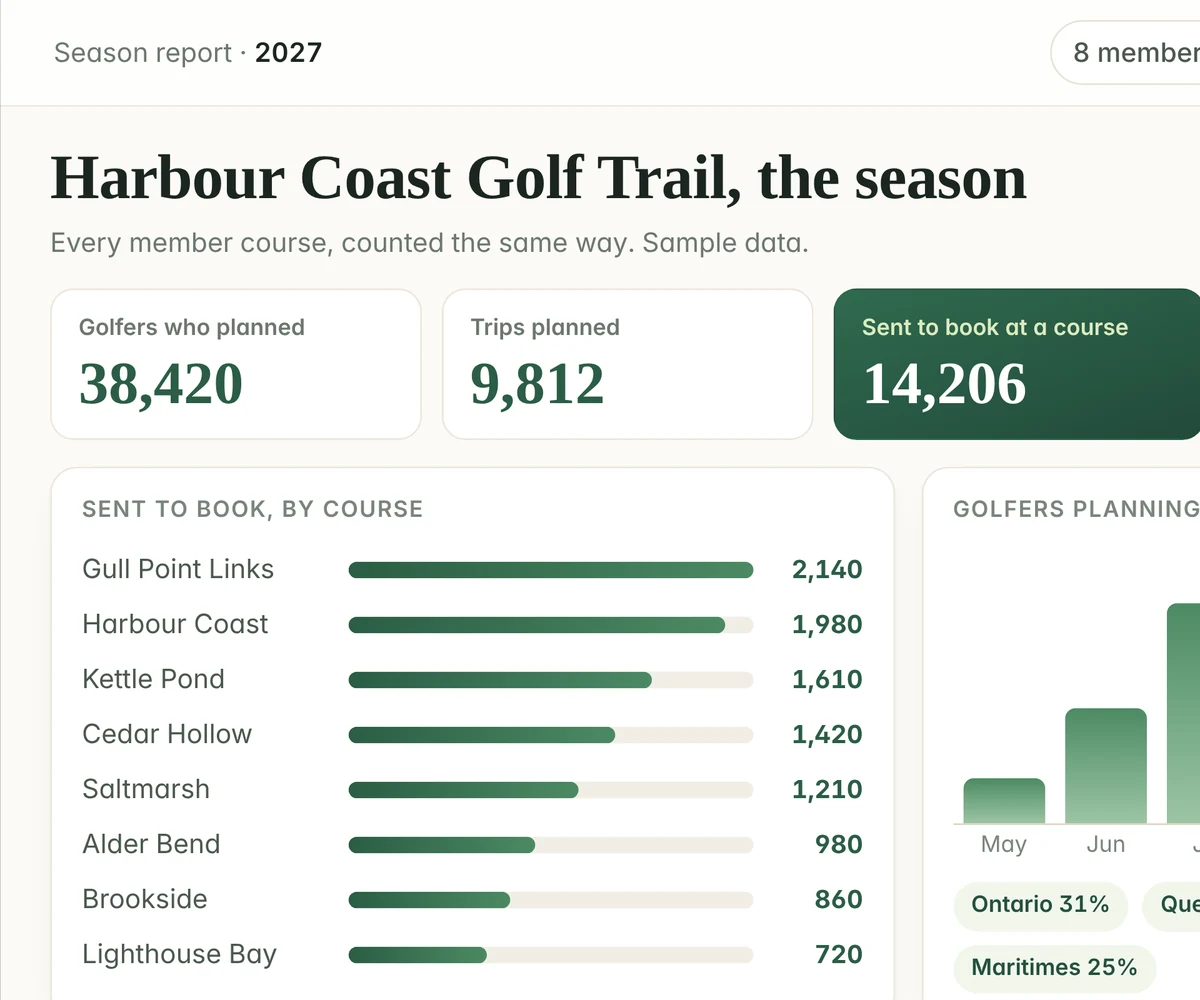 Season report · 2027
8 member
Harbour Coast Golf Trail, the season
Every member course, counted the same way. Sample data.
Golfers who planned
38,420
Trips planned
9,812
Sent to book at a course
14,206
SENT TO BOOK, BY COURSE
Gull Point Links 2,140
Harbour Coast 1,980
Kettle Pond 1,610
Cedar Hollow 1,420
Saltmarsh 1,210
Alder Bend 980
Brookside 860
Lighthouse Bay 720
GOLFERS PLANNING
May Jun
Ontario 31%
Maritimes 25%